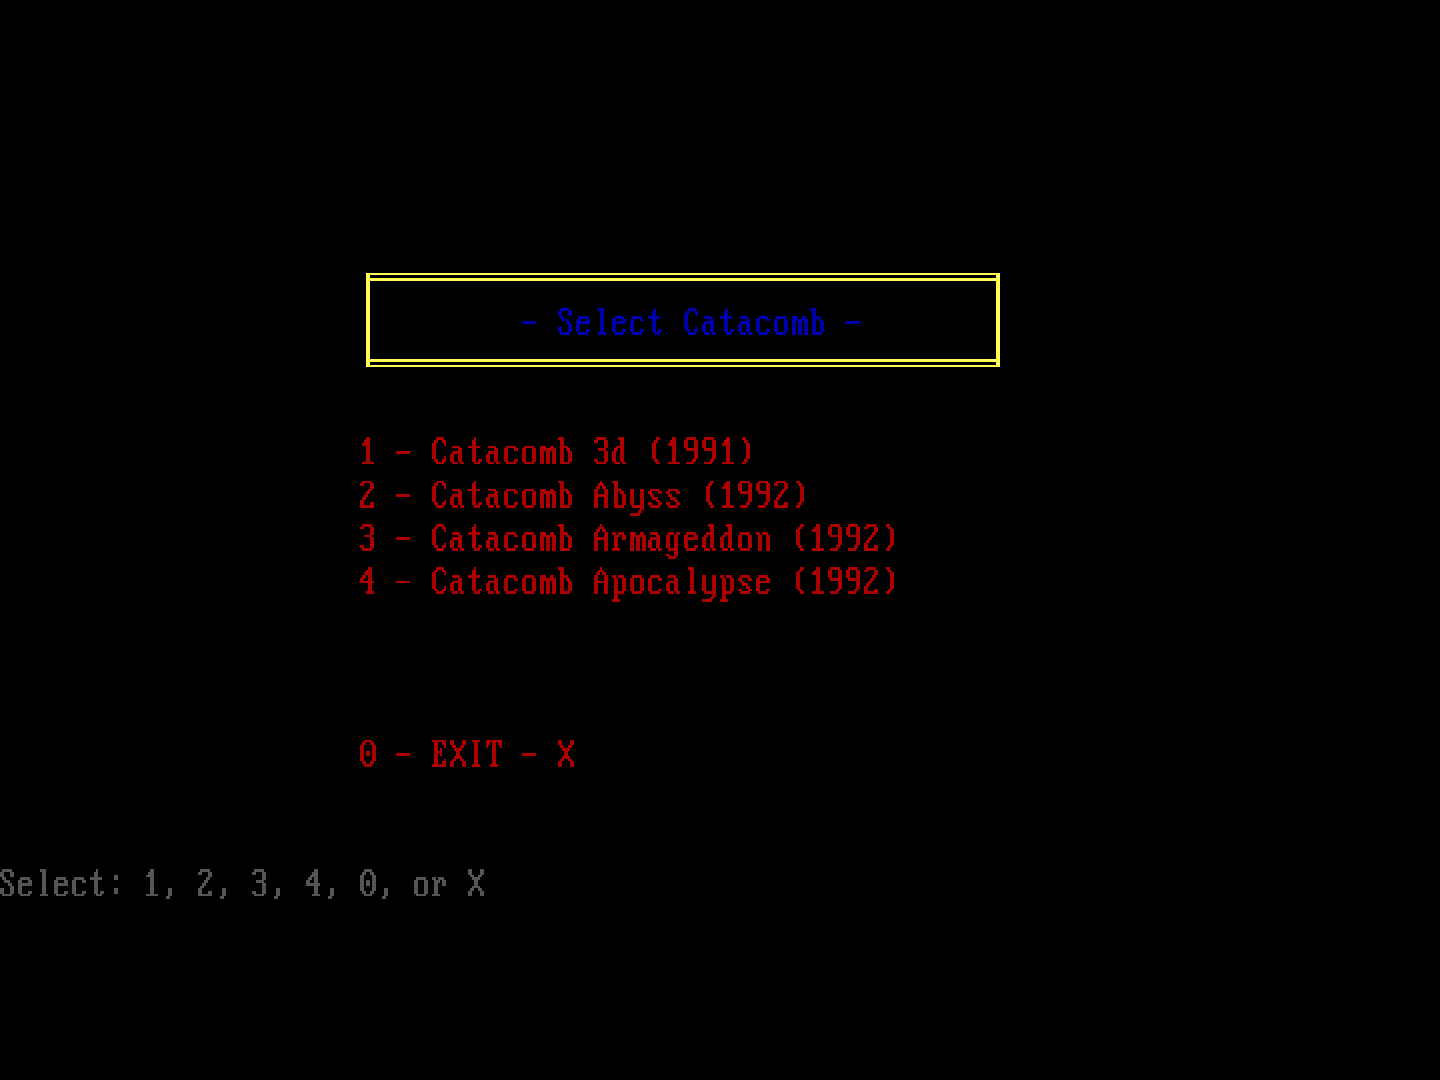 - Select Catacomb -
1 - Catacomb 3d (1991)
2 - Catacomb Abyss (1992)
3 - Catacomb Armageddon (1992)
4 - Catacomb Apocalypse (1992)
0 - EXIT - X
Select: 1, 2, 3, 4, 0, or X